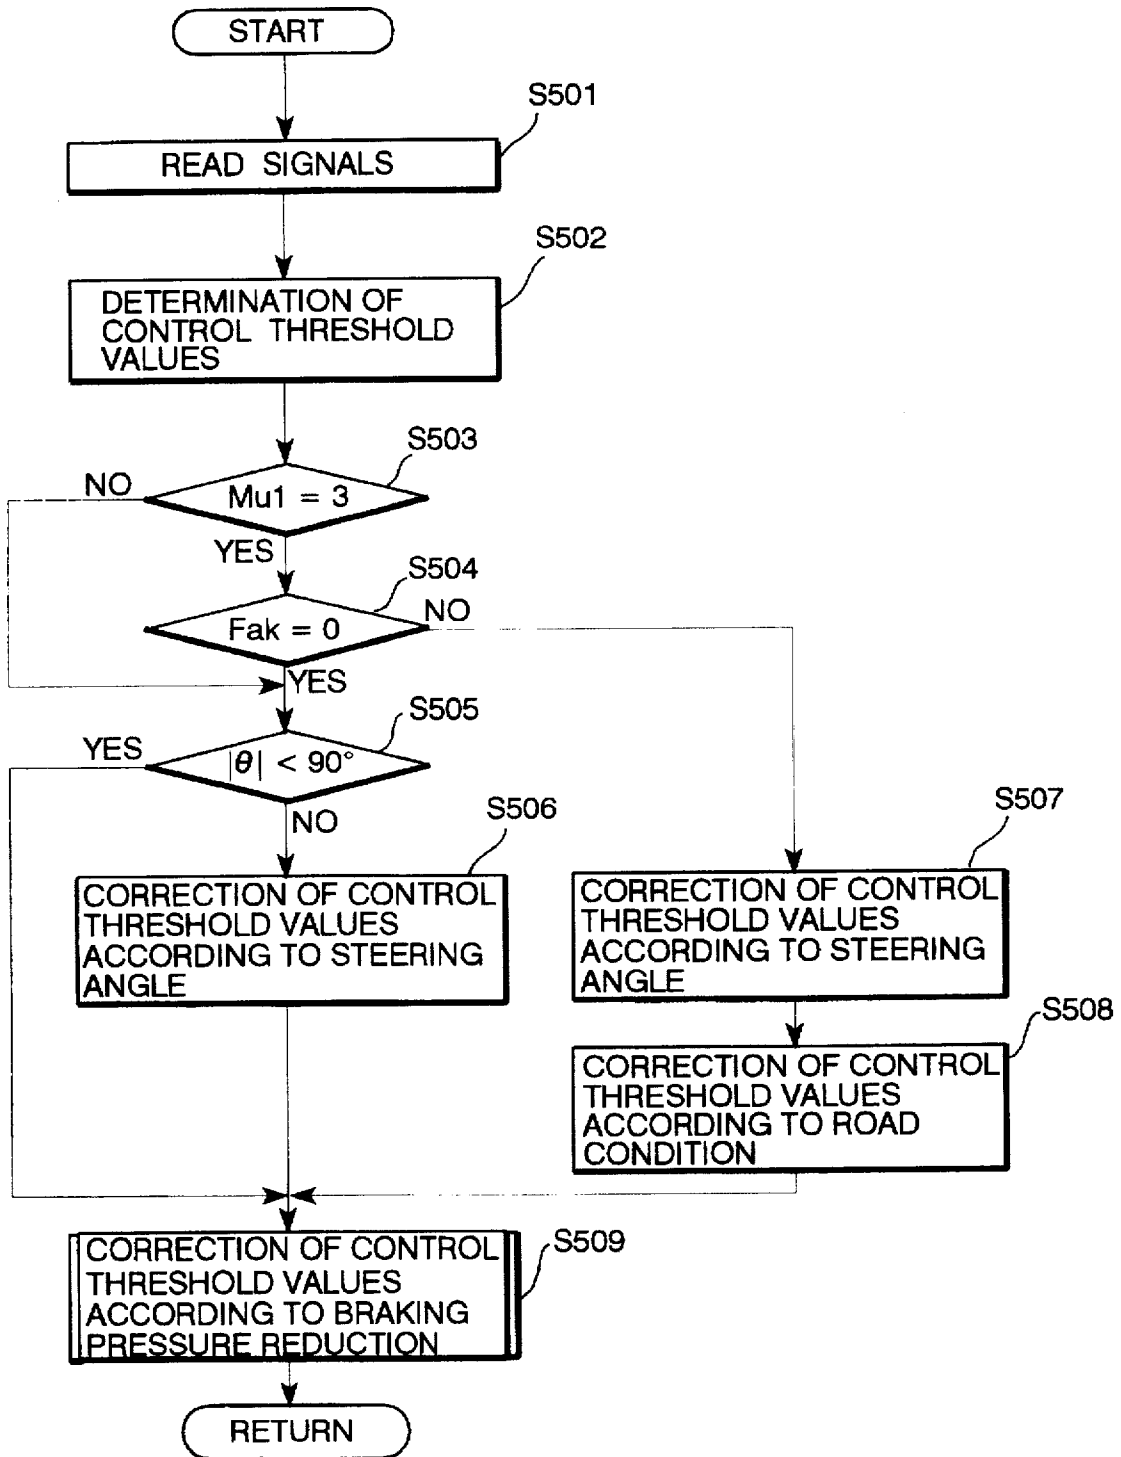 START
S501
READ SIGNALS
S502
DETERMINATION OF
CONTROL THRESHOLD
VALUES
S503
NO
Mu1 = 3
YES
S504
NO
Fak = 0
YES
S505
YES
|θ| < 90°
NO
S506
CORRECTION OF CONTROL
THRESHOLD VALUES
ACCORDING TO STEERING
ANGLE
S507
CORRECTION OF CONTROL
THRESHOLD VALUES
ACCORDING TO STEERING
ANGLE
S508
CORRECTION OF CONTROL
THRESHOLD VALUES
ACCORDING TO ROAD
CONDITION
S509
CORRECTION OF CONTROL
THRESHOLD VALUES
ACCORDING TO BRAKING
PRESSURE REDUCTION
RETURN